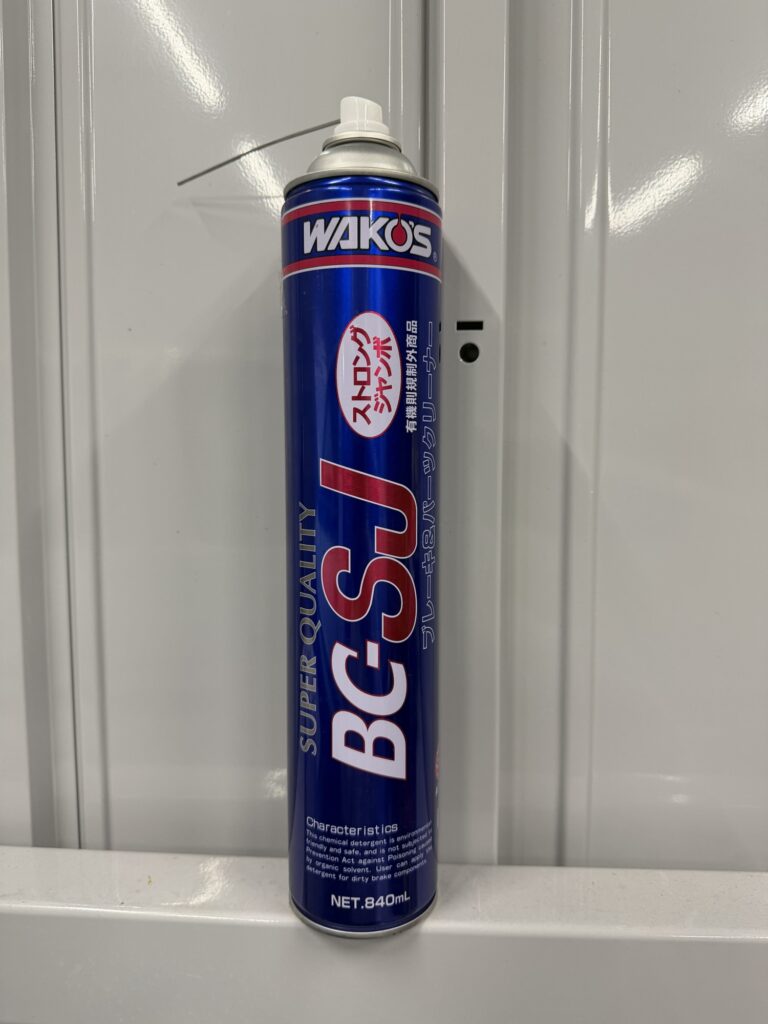 WAKO'S®
ストロング
ジャンボ
有機則規制外商品
ブレーキ&パーツクリーナー
BC-SJ
SUPER QUALITY
Characteristics
This chemical detergent is environment
friendly and safe, and is not subjected to
Prevention Act against Poisoning caused
by organic solvent. User can apply
detergent for dirty brake components
NET.840mL